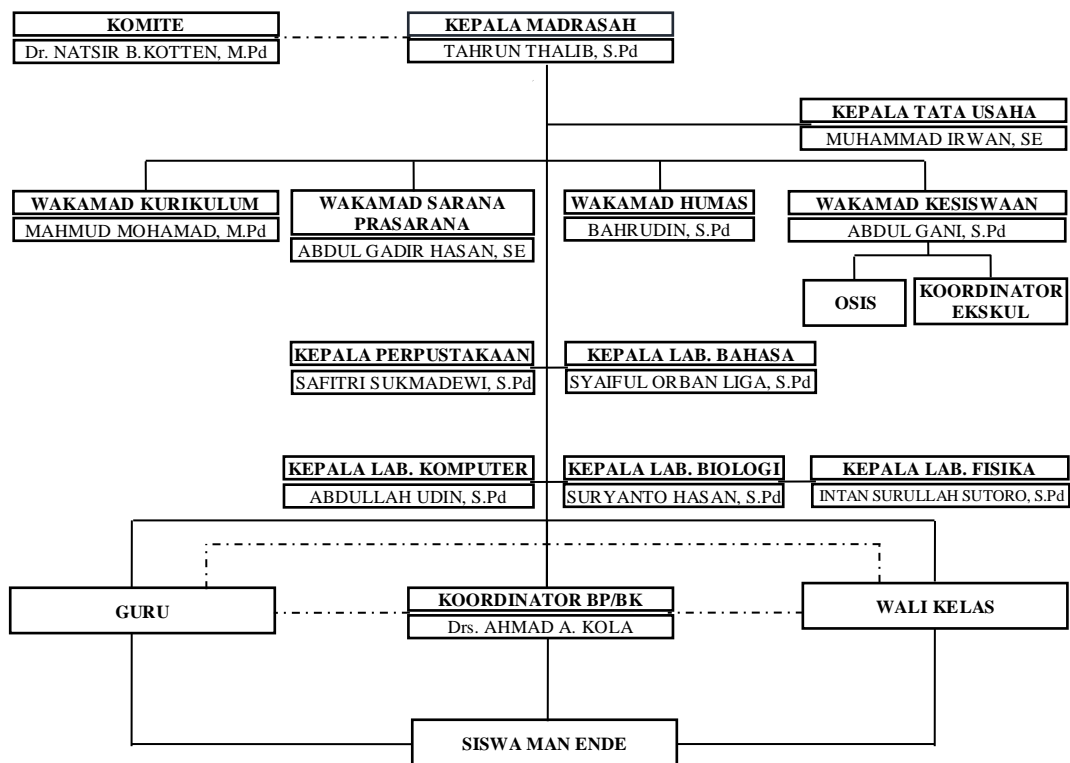 KOMITE
Dr. NATSIR B.KOTTEN, M.Pd
KEPALA MADRASAH
TAHRUN THALIB, S.Pd
KEPALA TATA USAHA
MUHAMMAD IRWAN, SE
WAKAMAD KURIKULUM
MAHMUD MOHAMAD, M.Pd
WAKAMAD SARANA
PRASARANA
ABDUL GADIR HASAN, SE
WAKAMAD HUMAS
BAHRUDIN, S.Pd
WAKAMAD KESISWAAN
ABDUL GANI, S.Pd
OSIS
KOORDINATOR
EKSKUL
KEPALA PERPUSTAKAAN
SAFITRI SUKMADEWI, S.Pd
KEPALA LAB. BAHASA
SYAIFUL ORBAN LIGA, S.Pd
KEPALA LAB. KOMPUTER
ABDULLAH UDIN, S.Pd
KEPALA LAB. BIOLOGI
SURYANTO HASAN, S.Pd
KEPALA LAB. FISIKA
INTAN SURULLAH SUTORO, S.Pd
GURU
KOORDINATOR BP/BK
Drs. AHMAD A. KOLA
WALI KELAS
SISWA MAN ENDE